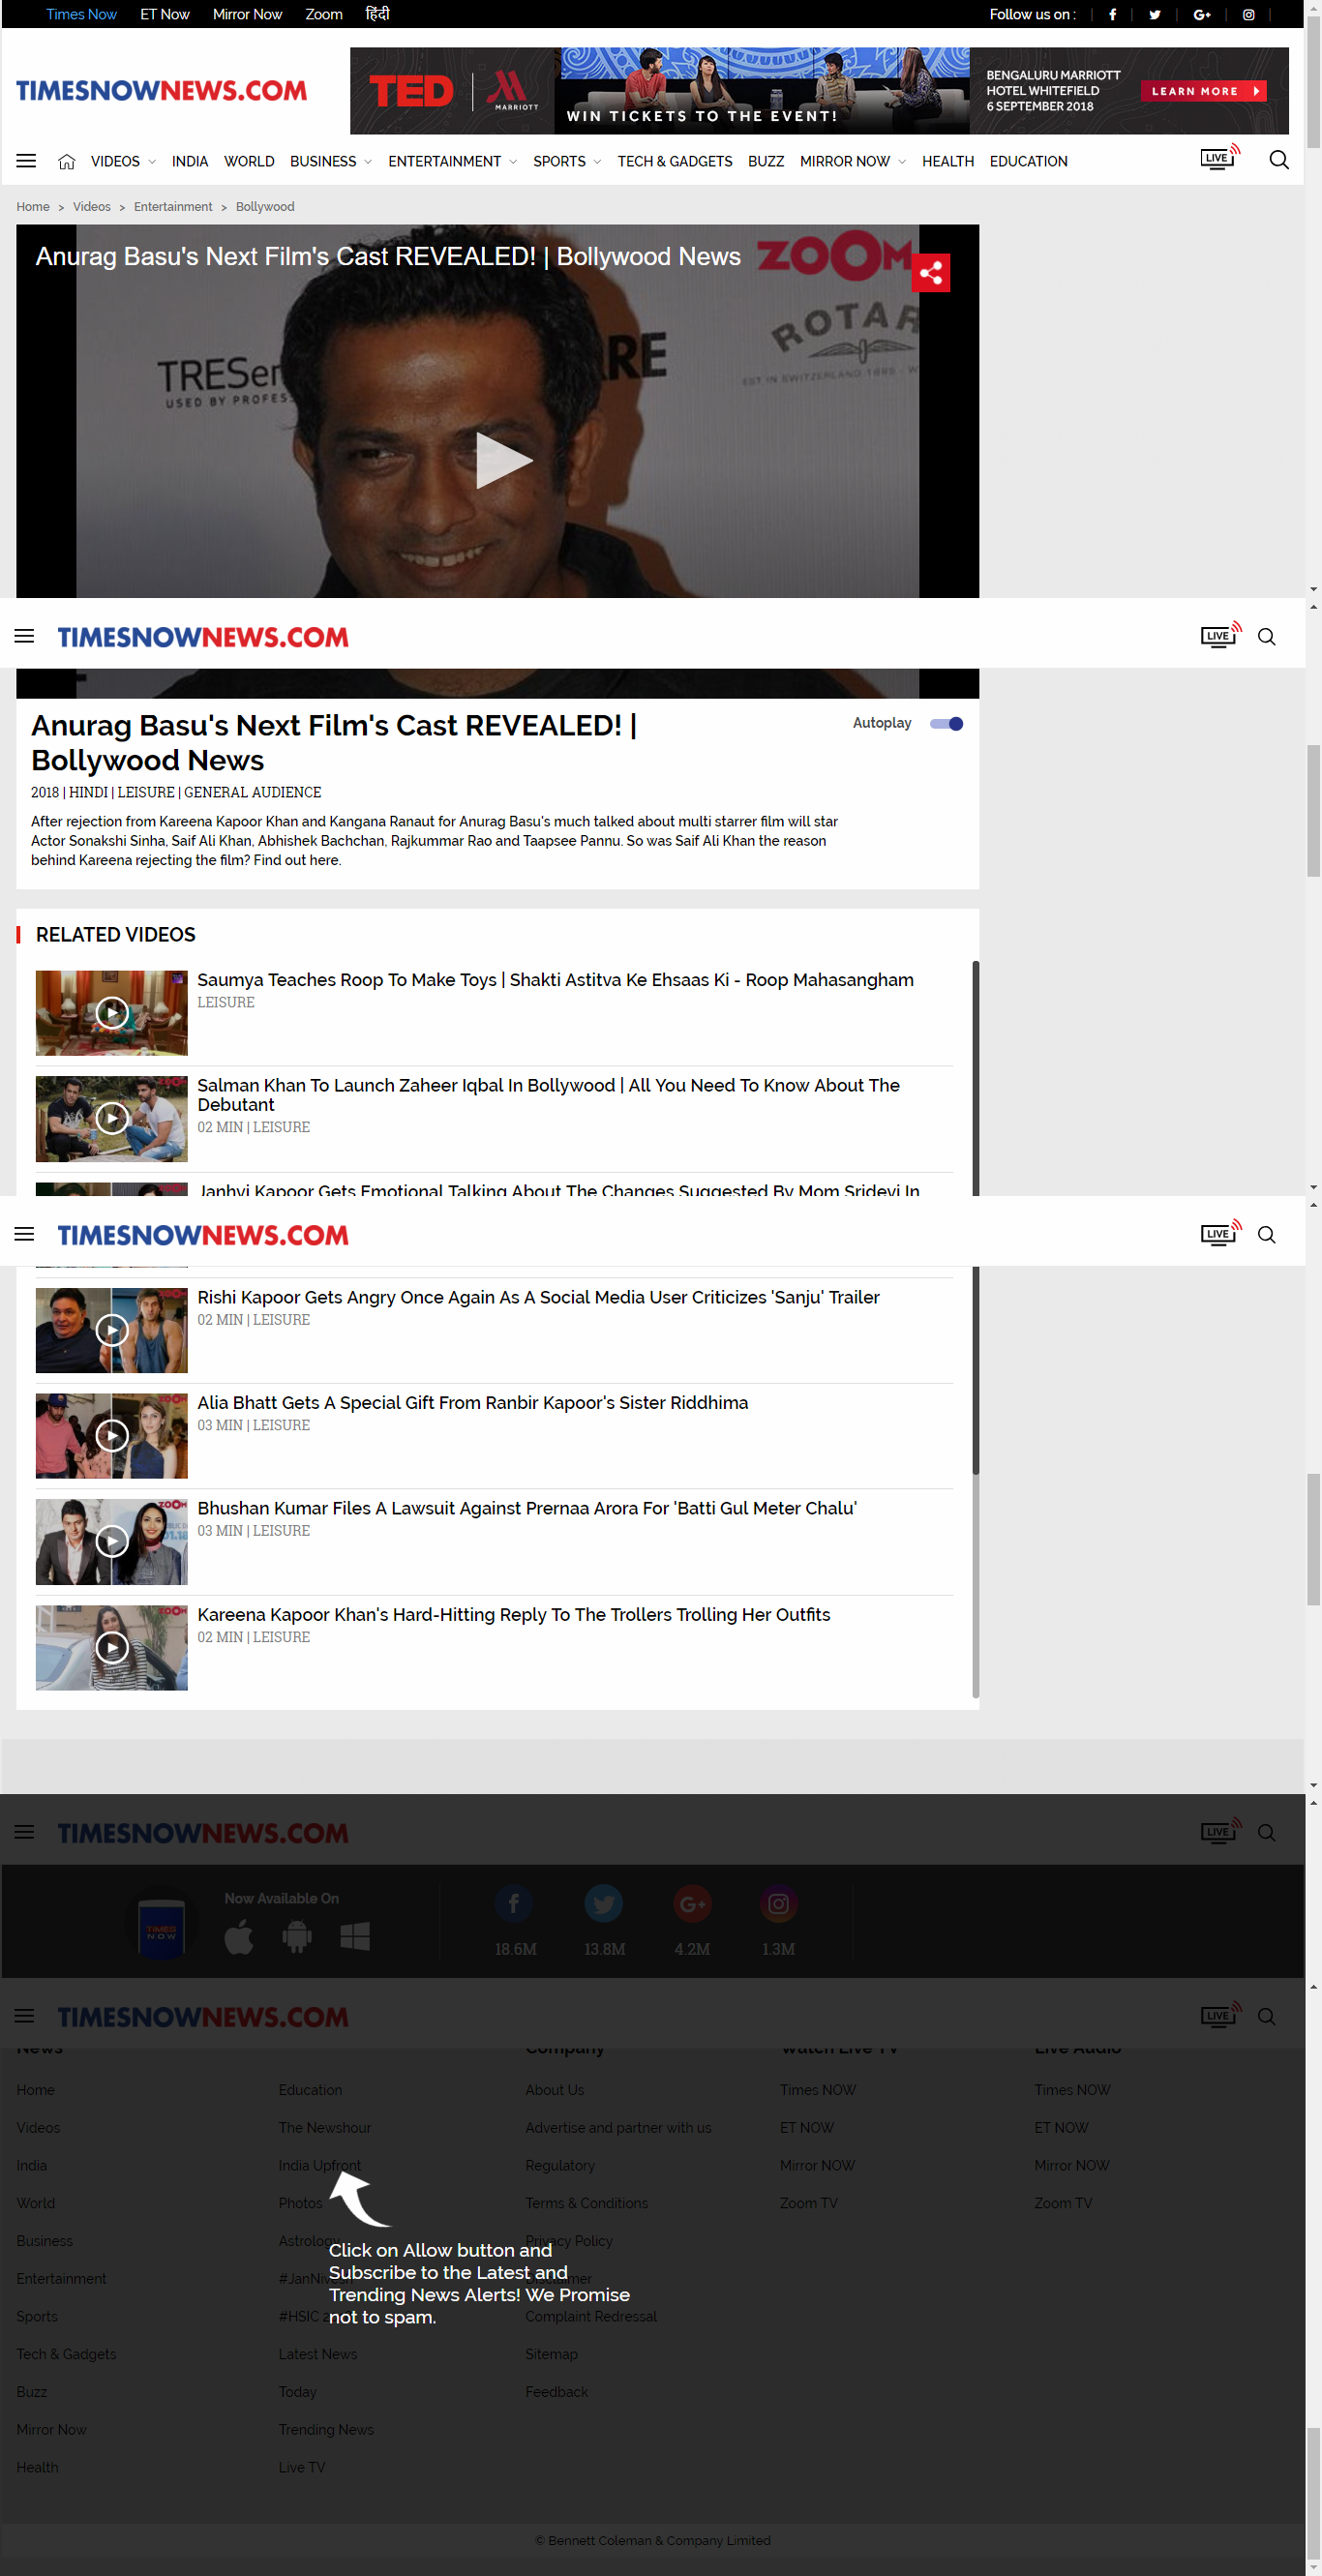 Times Now ET Now Mirror Now Zoom हिंदी Follow us on :
TIMESNOWNEWS.COM
TED MARRIOTT
WIN TICKETS TO THE EVENT!
BENGALURU MARRIOTT
HOTEL WHITEFIELD
6 SEPTEMBER 2018
LEARN MORE
VIDEOS INDIA WORLD BUSINESS ENTERTAINMENT SPORTS TECH & GADGETS BUZZ MIRROR NOW HEALTH EDUCATION LIVE
Home > Videos > Entertainment > Bollywood
Anurag Basu's Next Film's Cast REVEALED! | Bollywood News
ZOOM
ROTAR
EST IN SWITZERLAND 1895 - W
TRESem ARE
USED BY PROFESS
TIMESNOWNEWS.COM LIVE
Anurag Basu's Next Film's Cast REVEALED! |
Bollywood News
Autoplay
2018 | HINDI | LEISURE | GENERAL AUDIENCE
After rejection from Kareena Kapoor Khan and Kangana Ranaut for Anurag Basu's much talked about multi starrer film will star
Actor Sonakshi Sinha, Saif Ali Khan, Abhishek Bachchan, Rajkummar Rao and Taapsee Pannu. So was Saif Ali Khan the reason
behind Kareena rejecting the film? Find out here.
RELATED VIDEOS
Saumya Teaches Roop To Make Toys | Shakti Astitva Ke Ehsaas Ki - Roop Mahasangham
LEISURE
Salman Khan To Launch Zaheer Iqbal In Bollywood | All You Need To Know About The
Debutant
02 MIN | LEISURE
Janhvi Kapoor Gets Emotional Talking About The Changes Suggested By Mom Sridevi In
TIMESNOWNEWS.COM LIVE
Rishi Kapoor Gets Angry Once Again As A Social Media User Criticizes 'Sanju' Trailer
02 MIN | LEISURE
Alia Bhatt Gets A Special Gift From Ranbir Kapoor's Sister Riddhima
03 MIN | LEISURE
Bhushan Kumar Files A Lawsuit Against Prernaa Arora For 'Batti Gul Meter Chalu'
03 MIN | LEISURE
Kareena Kapoor Khan's Hard-Hitting Reply To The Trollers Trolling Her Outfits
02 MIN | LEISURE
TIMESNOWNEWS.COM LIVE
TIMES
NOW
Now Available On
18.6M 13.8M 4.2M 1.3M
TIMESNOWNEWS.COM LIVE
News Company Watch Live TV Live Audio
Home Education About Us Times NOW Times NOW
Videos The Newshour Advertise and partner with us ET NOW ET NOW
India India Upfront Regulatory Mirror NOW Mirror NOW
World Photos Terms & Conditions Zoom TV Zoom TV
Business Astrology Privacy Policy
Click on Allow button and
Subscribe to the Latest and
Trending News Alerts! We Promise
not to spam.
Entertainment Disclaimer
Sports #HSIC Complaint Redressal
Tech & Gadgets Latest News Sitemap
Buzz Today Feedback
Mirror Now Trending News
Health Live TV
© Bennett Coleman & Company Limited